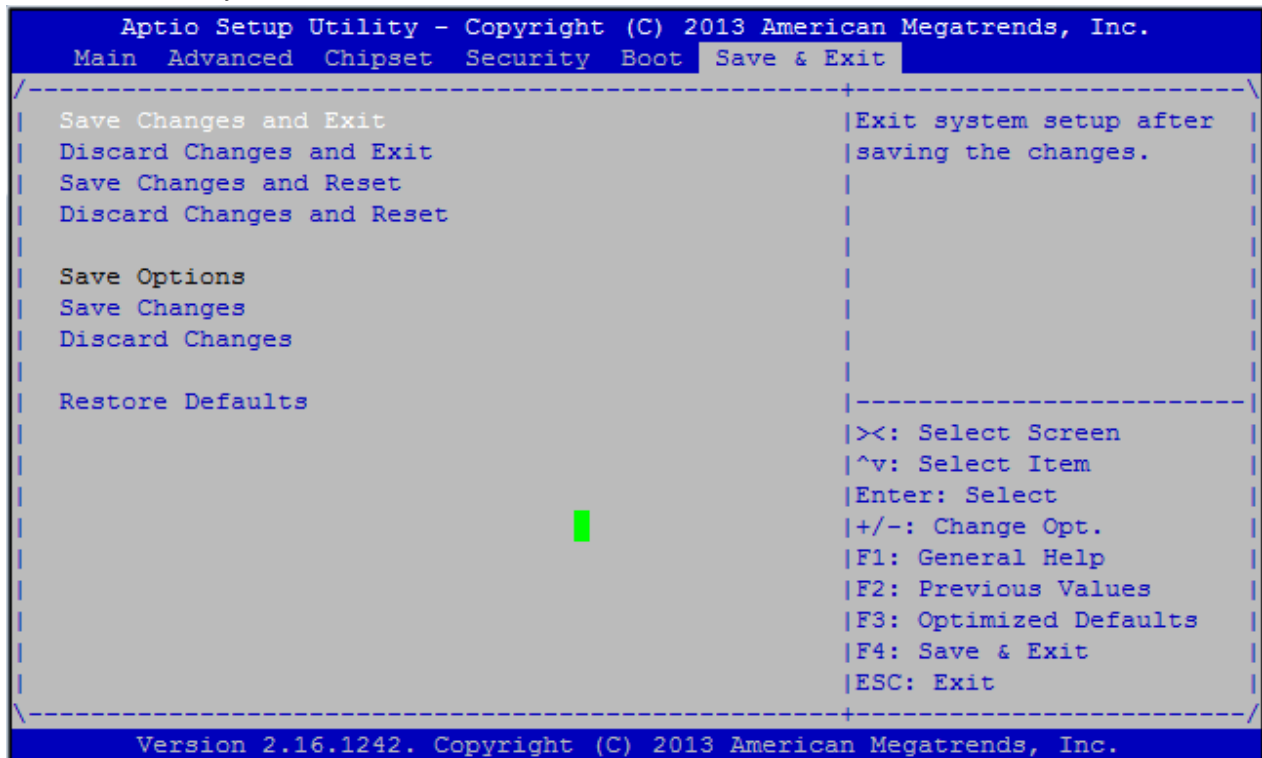 Aptio Setup Utility – Copyright (C) 2013 American Megatrends, Inc.
Main Advanced Chipset Security Boot Save & Exit
Save Changes and Exit
Discard Changes and Exit
Save Changes and Reset
Discard Changes and Reset
Save Options
Save Changes
Discard Changes
Restore Defaults
Exit system setup after
saving the changes.
><: Select Screen
^v: Select Item
Enter: Select
+/-: Change Opt.
F1: General Help
F2: Previous Values
F3: Optimized Defaults
F4: Save & Exit
ESC: Exit
Version 2.16.1242. Copyright (C) 2013 American Megatrends, Inc.